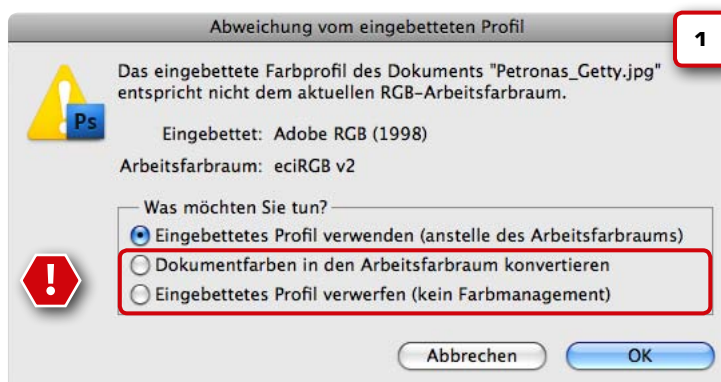 Abweichung vom eingebetteten Profil
1
Das eingebettete Farbprofil des Dokuments "Petronas_Getty.jpg"
entspricht nicht dem aktuellen RGB-Arbeitsfarbraum.
Ps
Eingebettet: Adobe RGB (1998)
Arbeitsfarbraum: eciRGB v2
Was möchten Sie tun?
Eingebettetes Profil verwenden (anstelle des Arbeitsfarbraums)
Dokumentfarben in den Arbeitsfarbraum konvertieren
!
Eingebettetes Profil verwerfen (kein Farbmanagement)
Abbrechen OK